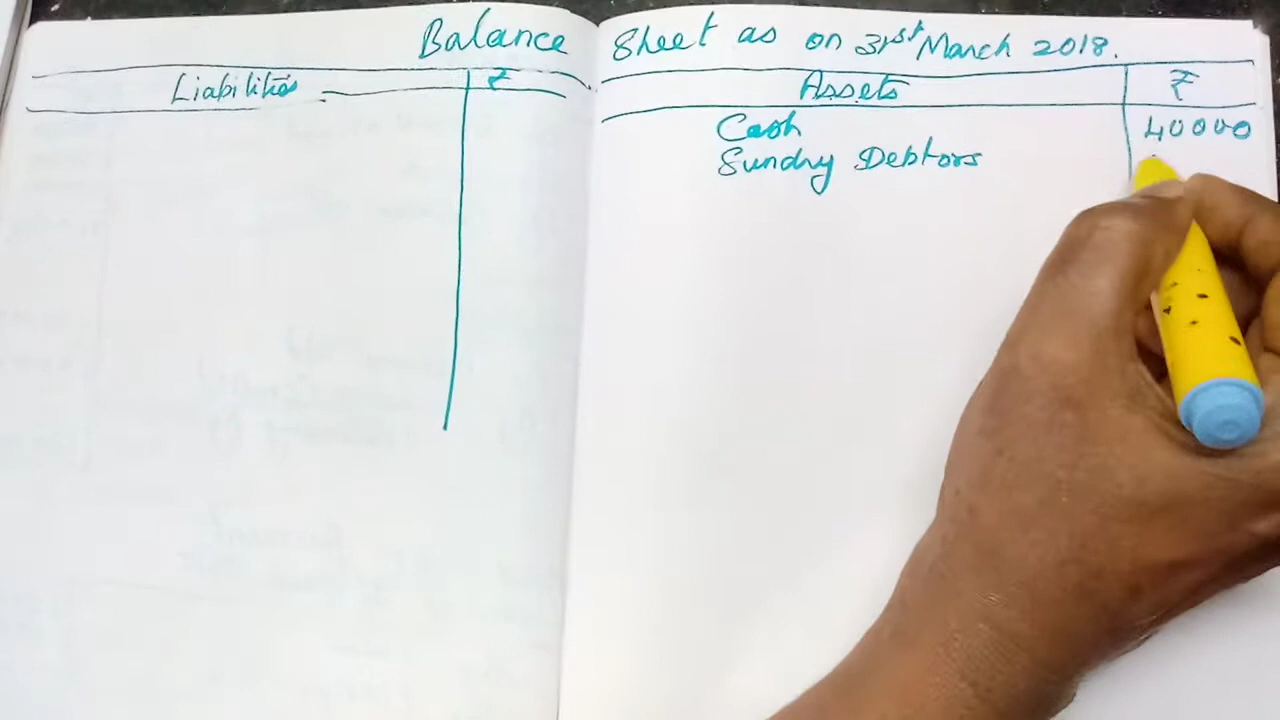 Balance Sheet as on 31st March 2018.
Liabilities ₹ Assets ₹
Cash 40000
Sundry Debtors